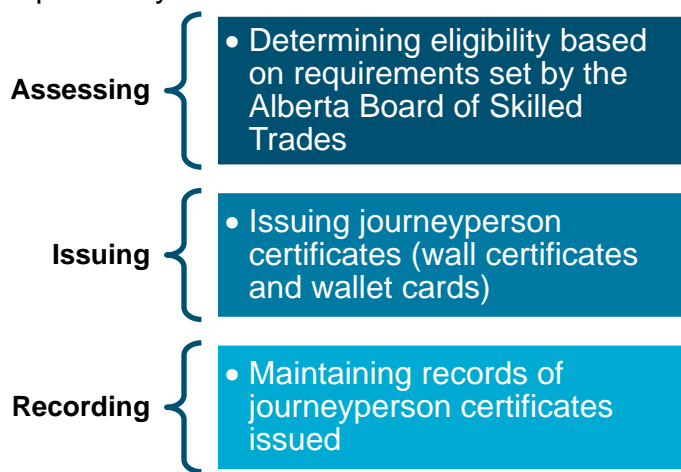 Assessing
• Determining eligibility based
on requirements set by the
Alberta Board of Skilled
Trades
Issuing
• Issuing journeyperson
certificates (wall certificates
and wallet cards)
Recording
• Maintaining records of
journeyperson certificates
issued